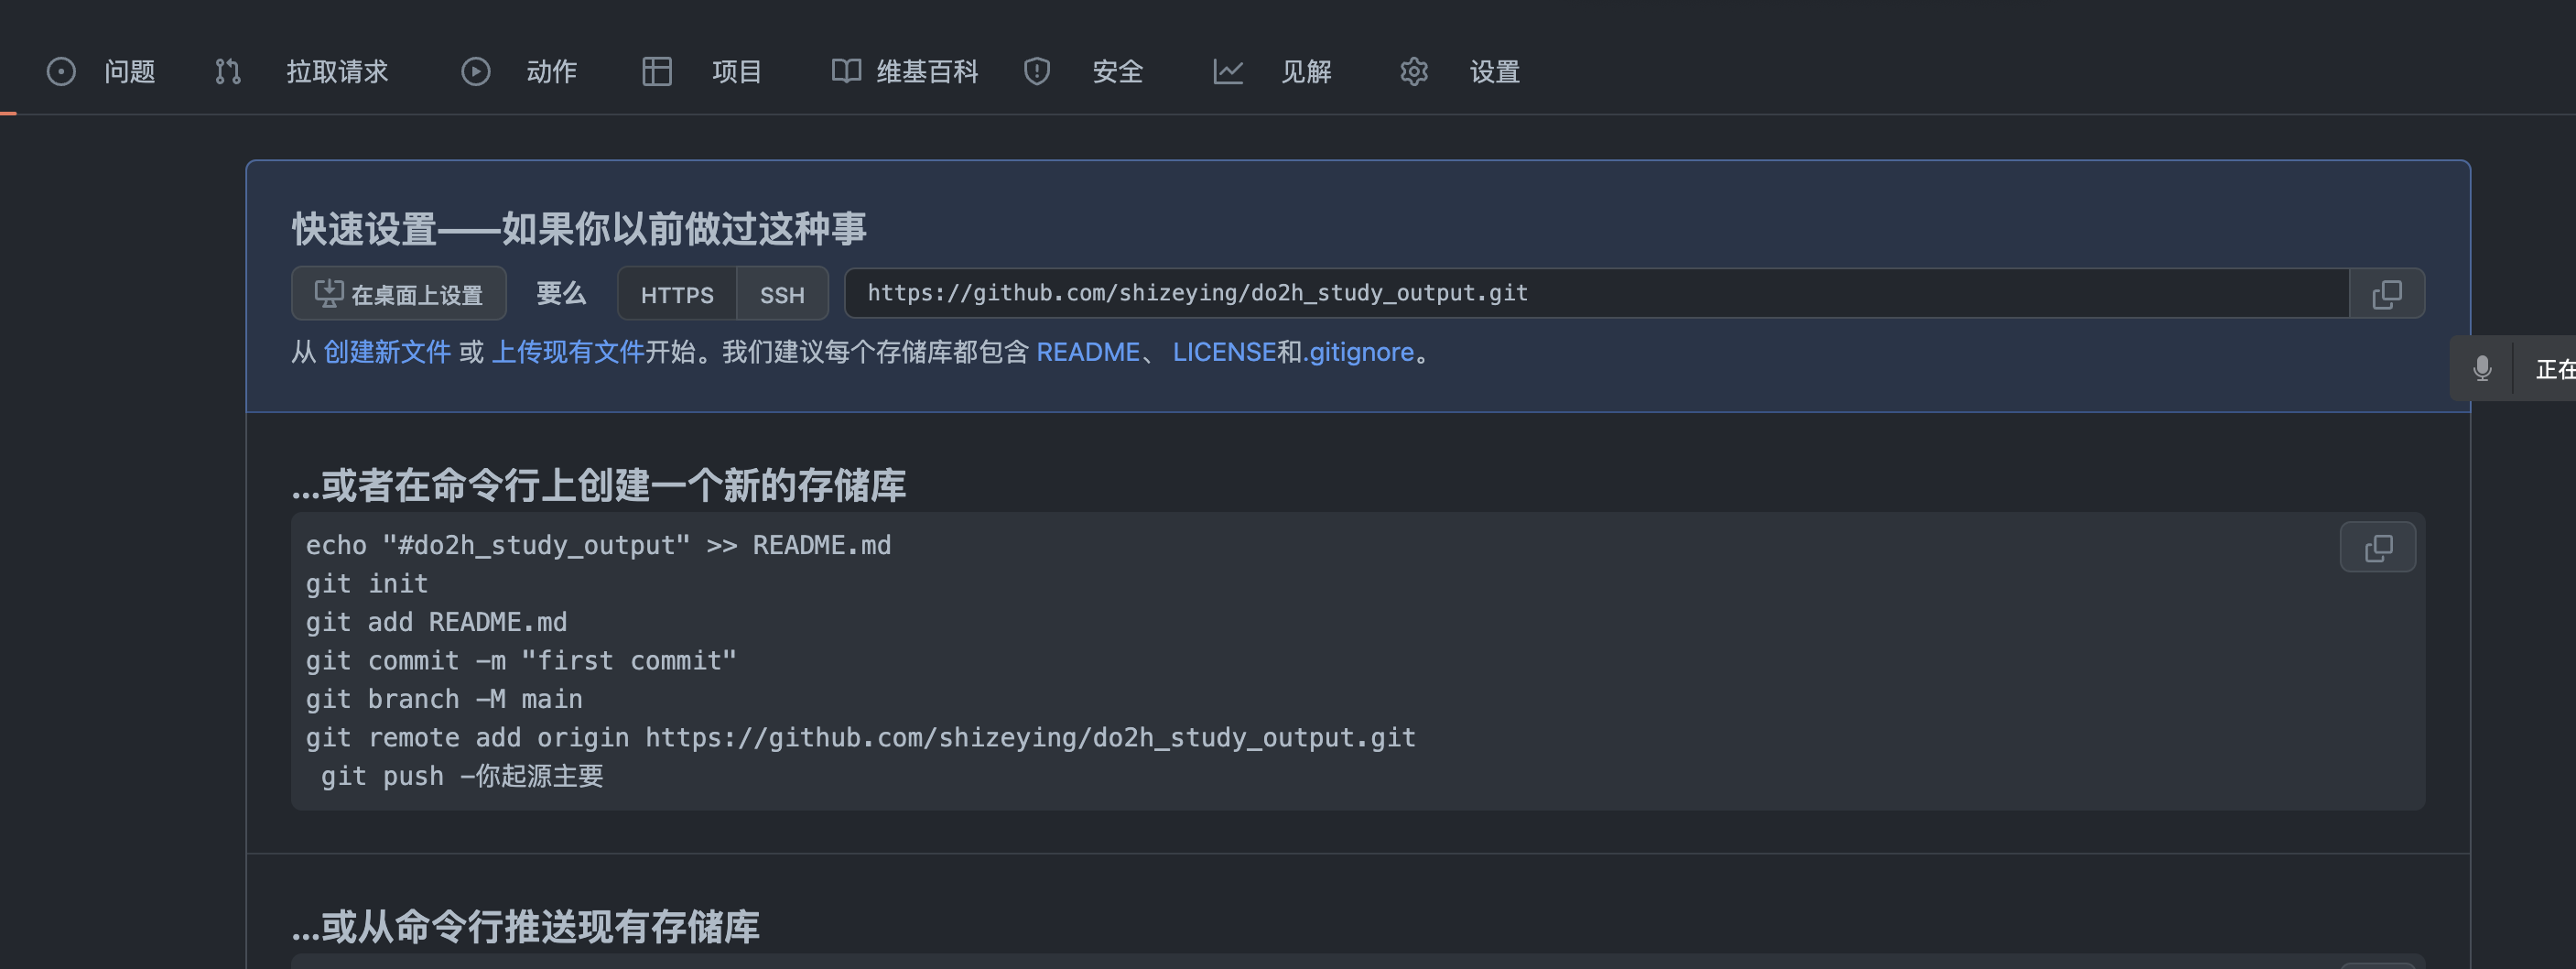 问题 拉取请求 动作 项目 维基百科 安全 见解 设置
快速设置——如果你以前做过这种事
在桌面上设置 要么 HTTPS SSH https://github.com/shizeying/do2h_study_output.git
从 创建新文件 或 上传现有文件开始。我们建议每个存储库都包含 README、 LICENSE和.gitignore。
正在
...或者在命令行上创建一个新的存储库
echo "#do2h_study_output" >> README.md
git init
git add README.md
git commit -m "first commit"
git branch -M main
git remote add origin https://github.com/shizeying/do2h_study_output.git
git push -你起源主要
...或从命令行推送现有存储库